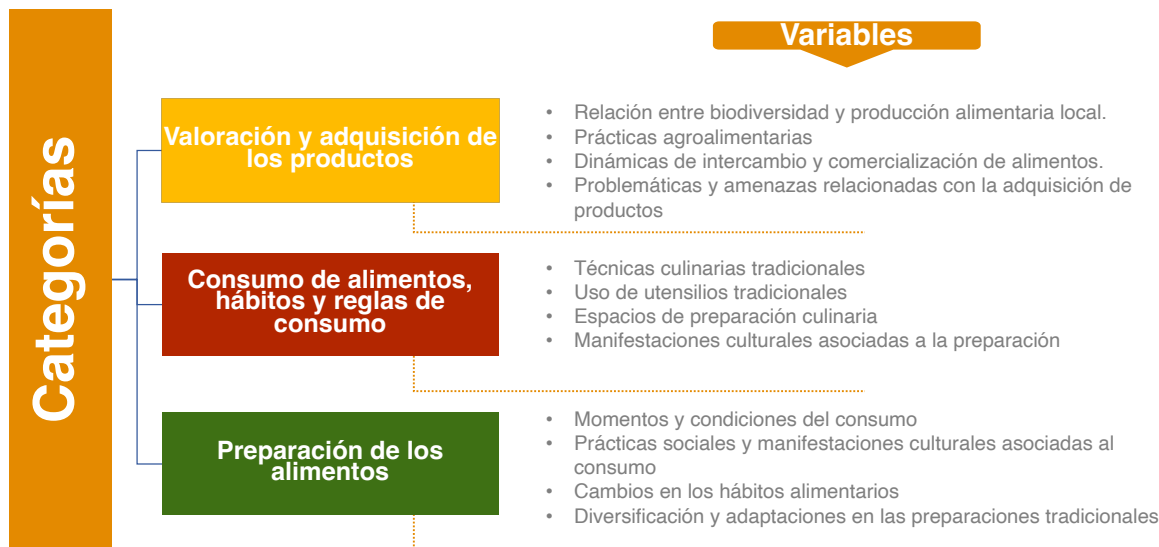 Categorías
Variables
Valoración y adquisición de
los productos
• Relación entre biodiversidad y producción alimentaria local.
• Prácticas agroalimentarias
• Dinámicas de intercambio y comercialización de alimentos.
• Problemáticas y amenazas relacionadas con la adquisición de
productos
Consumo de alimentos,
hábitos y reglas de
consumo
• Técnicas culinarias tradicionales
• Uso de utensilios tradicionales
• Espacios de preparación culinaria
• Manifestaciones culturales asociadas a la preparación
Preparación de los
alimentos
• Momentos y condiciones del consumo
• Prácticas sociales y manifestaciones culturales asociadas al
consumo
• Cambios en los hábitos alimentarios
• Diversificación y adaptaciones en las preparaciones tradicionales